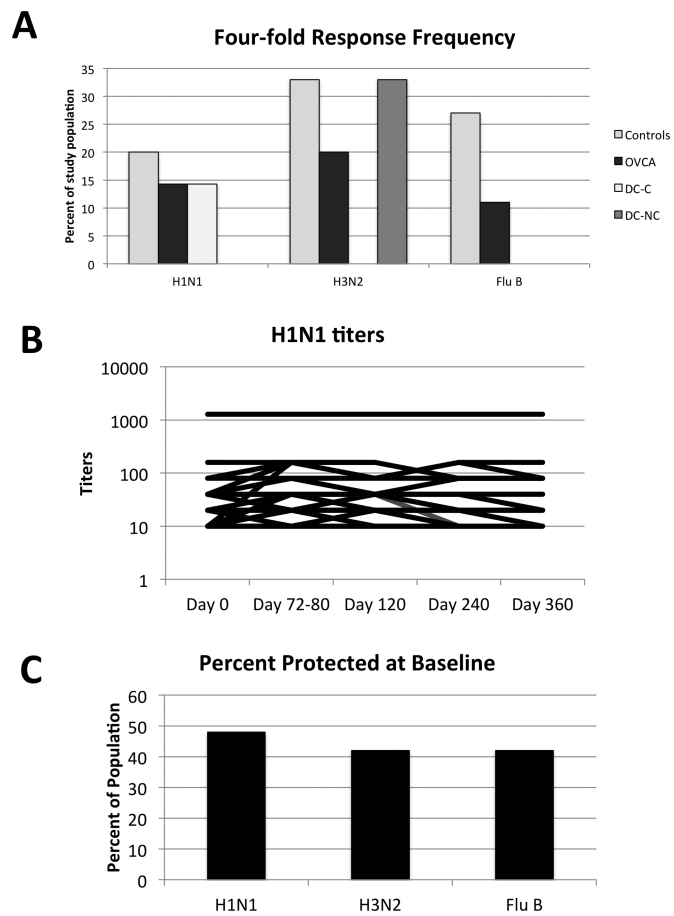 A
Four-fold Response Frequency
Percent of study population
35
30
25
20
15
10
5
0
H1N1
H3N2
Flu B
Controls
OVCA
DC-C
DC-NC
B
H1N1 titers
Titers
10000
1000
100
10
1
Day 0
Day 72-80
Day 120
Day 240
Day 360
C
Percent Protected at Baseline
Percent of Population
60
50
40
30
20
10
0
H1N1
H3N2
Flu B